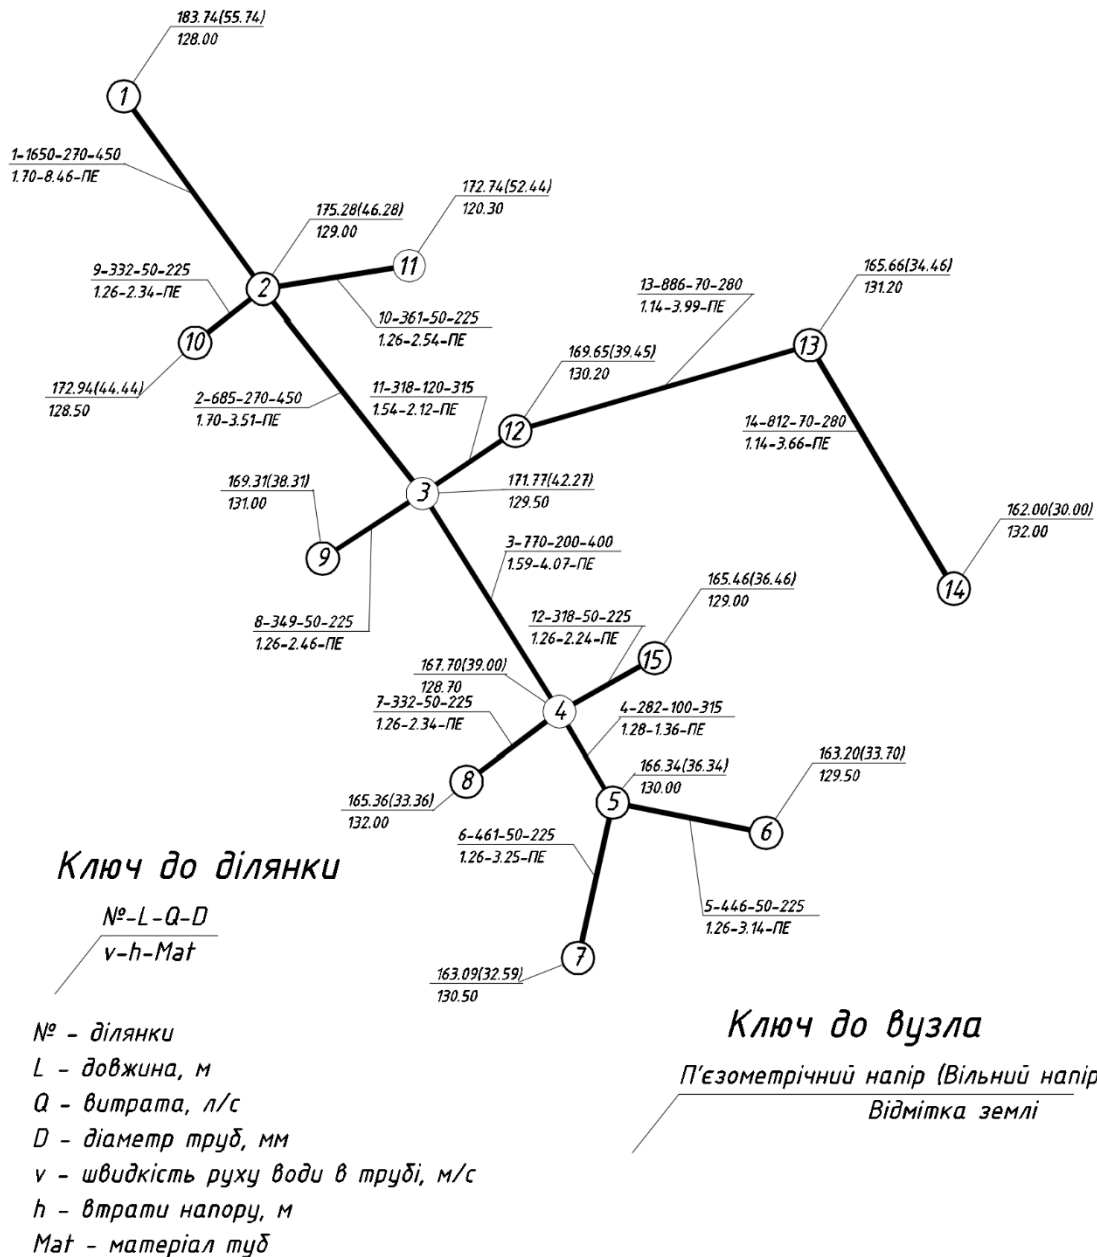 183.74(55.74)
128.00
1
1-1650-270-450
1.70-8.46-ПЕ
172.74(52.44)
120.30
175.28(46.28)
129.00
11
9-332-50-225
1.26-2.34-ПЕ
2
10-361-50-225
1.26-2.54-ПЕ
10
172.94(44.44)
128.50
13-886-70-280
1.14-3.99-ПЕ
165.66(34.46)
131.20
13
169.65(39.45)
130.20
2-685-270-450
1.70-3.51-ПЕ
11-318-120-315
1.54-2.12-ПЕ
12
14-812-70-280
1.14-3.66-ПЕ
169.31(38.31)
131.00
3
171.77(42.27)
129.50
9
162.00(30.00)
132.00
14
3-770-200-400
1.59-4.07-ПЕ
8-349-50-225
1.26-2.46-ПЕ
12-318-50-225
1.26-2.24-ПЕ
165.46(36.46)
129.00
15
167.70(39.00)
128.70
7-332-50-225
1.26-2.34-ПЕ
4
4-282-100-315
1.28-1.36-ПЕ
8
165.36(33.36)
132.00
166.34(36.34)
130.00
5
163.20(33.70)
129.50
6
6-461-50-225
1.26-3.25-ПЕ
5-446-50-225
1.26-3.14-ПЕ
7
163.09(32.59)
130.50
Ключ до ділянки
№-L-Q-D
v-h-Mat
№ - ділянки
L - довжина, м
Q - витрата, л/с
D - діаметр труб, мм
v - швидкість руху води в трубі, м/с
h - втрати напору, м
Mat - матеріал туб
Ключ до вузла
П'єзометрічний напір (Вільний напір
Відмітка землі